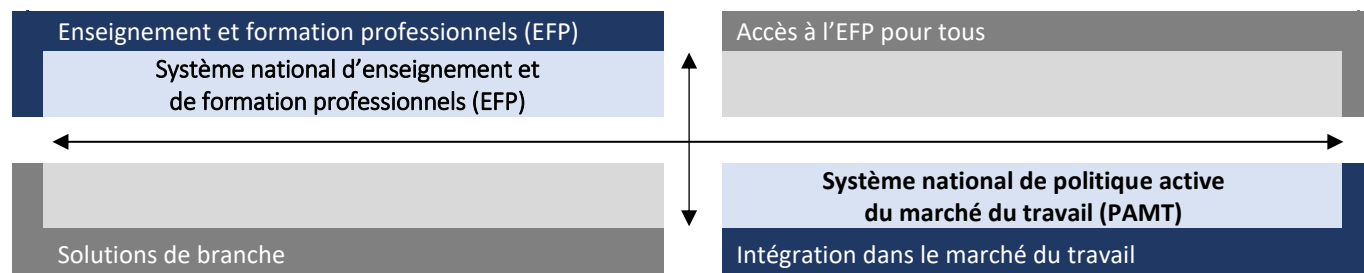 Enseignement et formation professionnels (EFP)
Système national d’enseignement et
de formation professionnels (EFP)
Accès à l’EFP pour tous
Solutions de branche
Système national de politique active
du marché du travail (PAMT)
Intégration dans le marché du travail